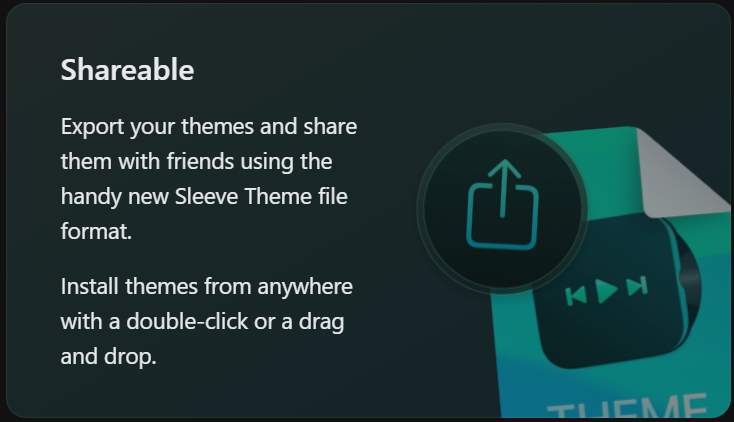 Shareable
Export your themes and share
them with friends using the
handy new Sleeve Theme file
format.
Install themes from anywhere
with a double-click or a drag
and drop.
THEME